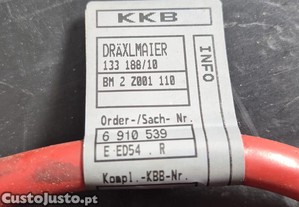 KKB
DRÄXLMAIER
133 188/10
BM 2 Z001 110
INFO
Order-/Sach- Nr.
6 910 539
E ED54 . R
Kompl.-KBB-Nr.
CustoJusto.pt